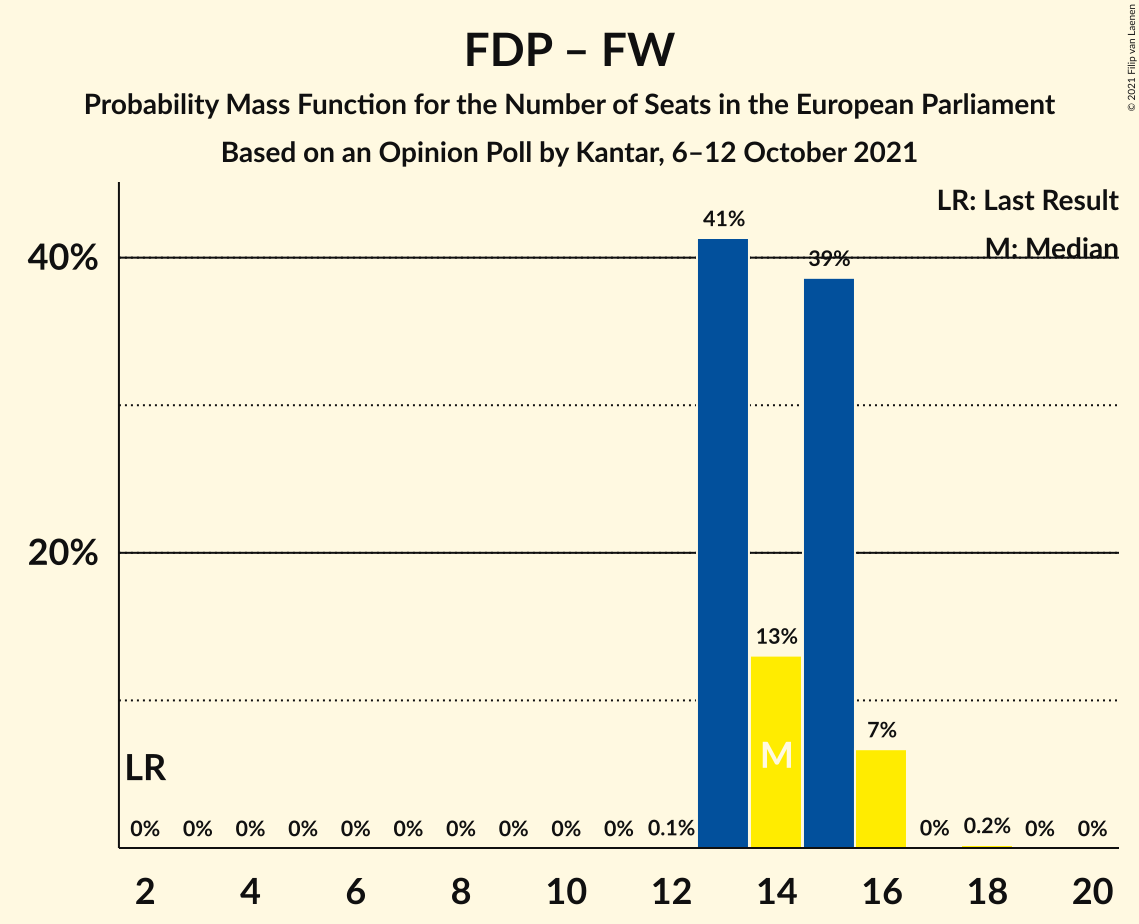 FDP – FW
Probability Mass Function for the Number of Seats in the European Parliament
Based on an Opinion Poll by Kantar, 6–12 October 2021
© 2021 Filip van Laenen
LR: Last Result
M: Median
40%
20%
41%
39%
13%
7%
M
LR
0% 0% 0% 0% 0% 0% 0% 0% 0% 0% 0.1% 0% 0.2% 0% 0%
2 4 6 8 10 12 14 16 18 20